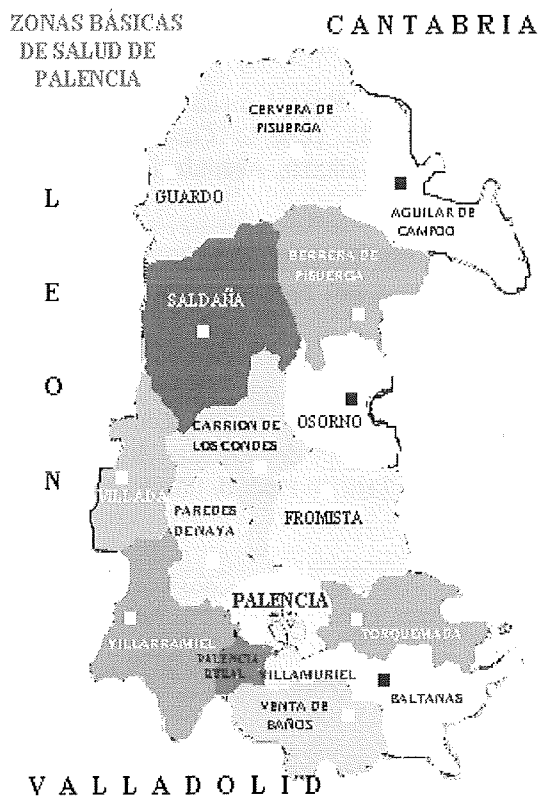 ZONAS BÁSICAS
DE SALUD DE
PALENCIA
CANTABRIA
CERVERA DE
PISUERGA
L
GUARDO
AGUILAR DE
CAMPOO
HERRERA DE
PISUERGA
E
SALDAÑA
O
OSORNO
CARRION DE
LOS CONDES
N
VILLADA
PAREDES
DE NAVA
FROMISTA
PALENCIA
TORQUEMADA
VILLARRAMIEL
PALENCIA
RURAL
VILLAMURIEL
BALTANAS
VENTA DE
BAÑOS
VALLADOLID